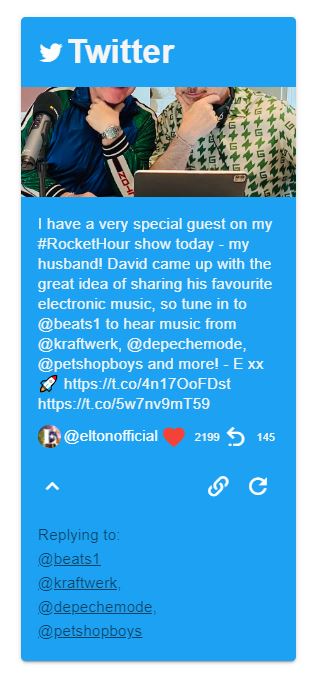 Twitter
I have a very special guest on my
#RocketHour show today - my
husband! David came up with the
great idea of sharing his favourite
electronic music, so tune in to
@beats1 to hear music from
@kraftwerk, @depechemode,
@petshopboys and more! - E xx
🚀 https://t.co/4n17OoFDst
https://t.co/5w7nv9mT59
@eltonofficial 2199 145
Replying to:
@beats1
@kraftwerk,
@depechemode,
@petshopboys